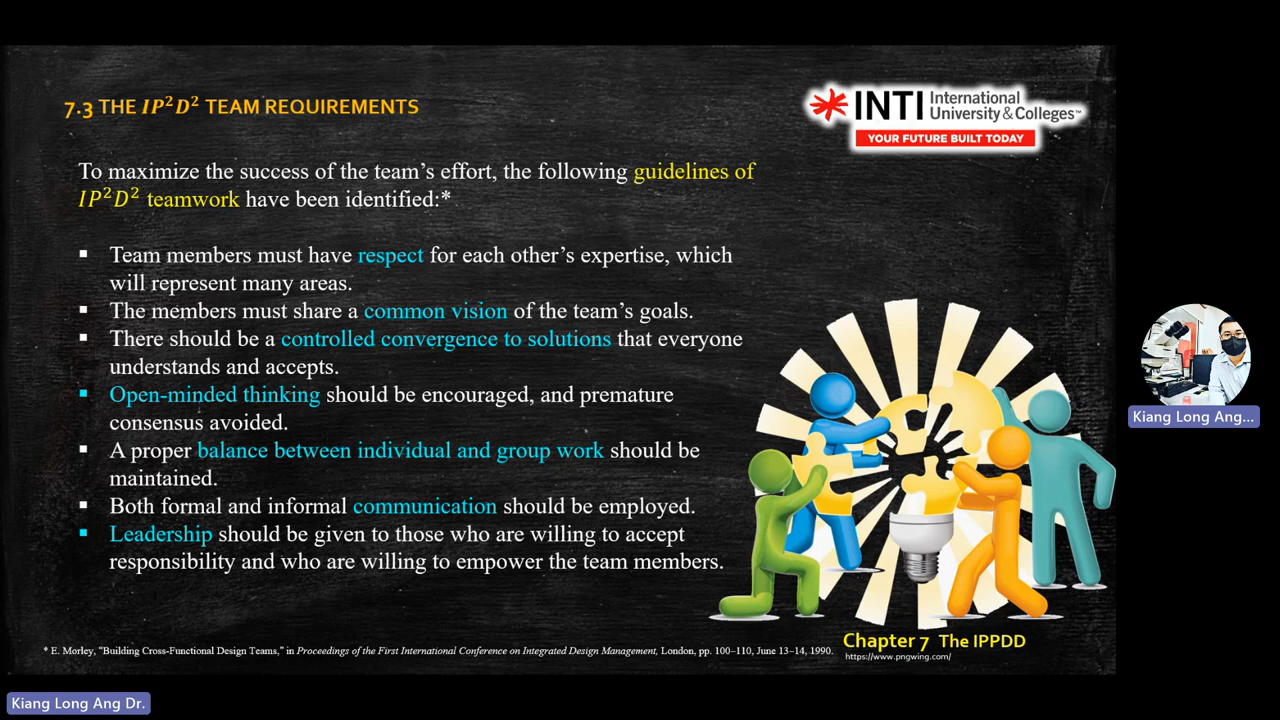 7.3 THE IP²D² TEAM REQUIREMENTS
INTI International
University & Colleges™
YOUR FUTURE BUILT TODAY
To maximize the success of the team's effort, the following guidelines of
IP²D² teamwork have been identified:*
▪ Team members must have respect for each other's expertise, which
will represent many areas.
▪ The members must share a common vision of the team's goals.
▪ There should be a controlled convergence to solutions that everyone
understands and accepts.
▪ Open-minded thinking should be encouraged, and premature
consensus avoided.
▪ A proper balance between individual and group work should be
maintained.
▪ Both formal and informal communication should be employed.
▪ Leadership should be given to those who are willing to accept
responsibility and who are willing to empower the team members.
Kiang Long Ang...
Chapter 7 The IPPDD
* E. Morley, "Building Cross-Functional Design Teams," in Proceedings of the First International Conference on Integrated Design Management, London, pp. 100–110, June 13–14, 1990.
https://www.pngwing.com/
Kiang Long Ang Dr.